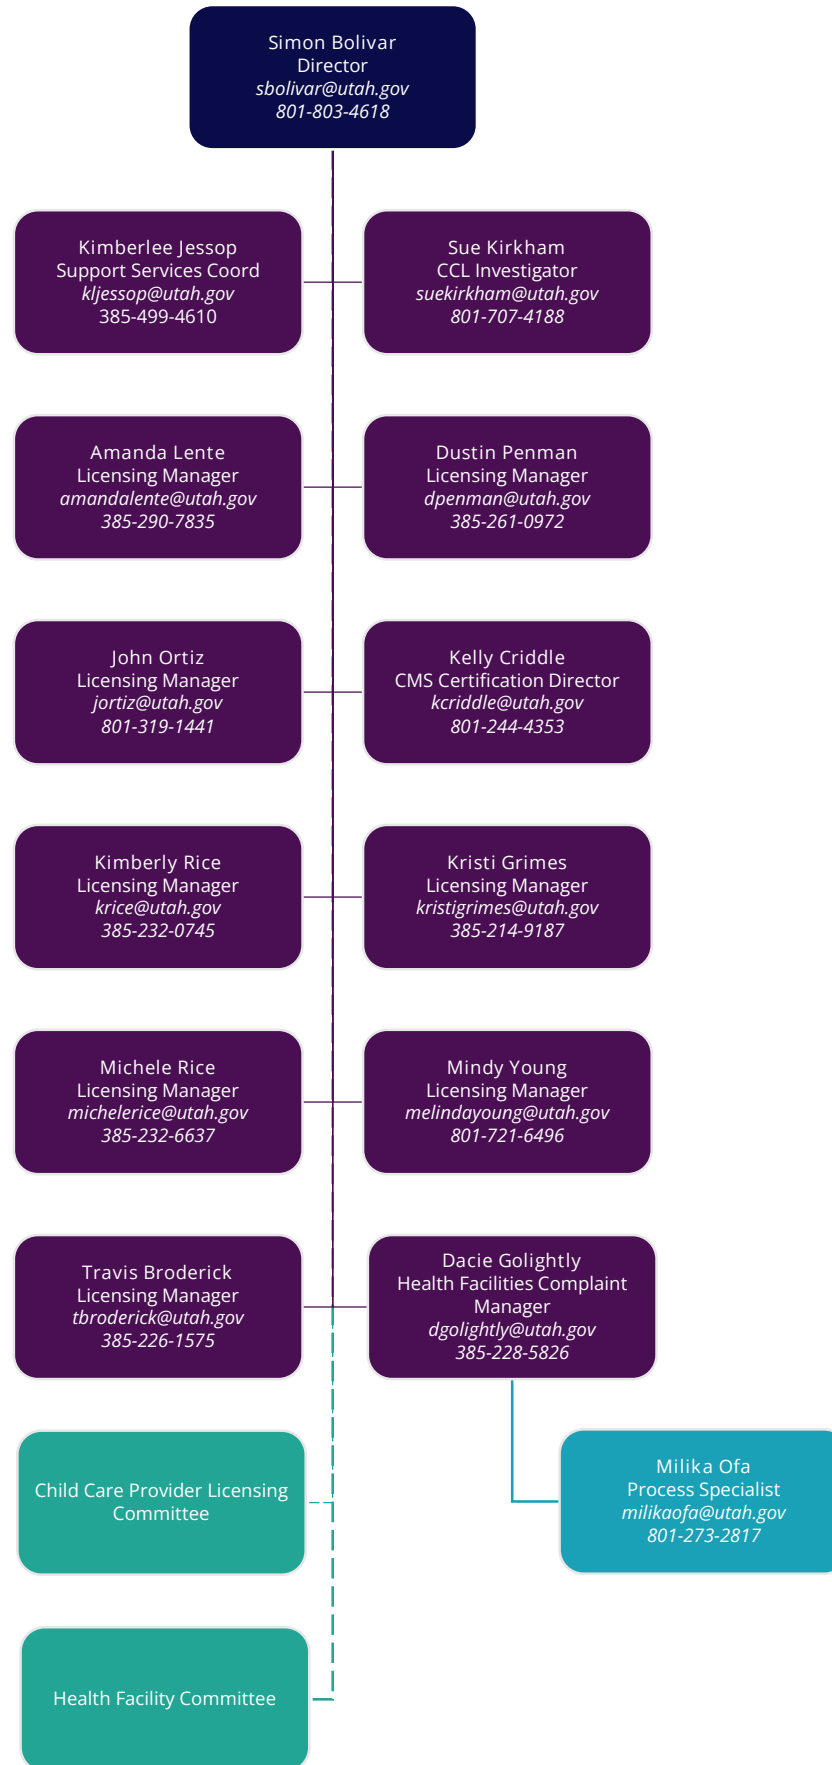 Simon Bolivar
Director
sbolivar@utah.gov
801-803-4618
Kimberlee Jessop
Support Services Coord
kljessop@utah.gov
385-499-4610
Sue Kirkham
CCL Investigator
suekirkham@utah.gov
801-707-4188
Amanda Lente
Licensing Manager
amandalente@utah.gov
385-290-7835
Dustin Penman
Licensing Manager
dpenman@utah.gov
385-261-0972
John Ortiz
Licensing Manager
jortiz@utah.gov
801-319-1441
Kelly Criddle
CMS Certification Director
kcriddle@utah.gov
801-244-4353
Kimberly Rice
Licensing Manager
krice@utah.gov
385-232-0745
Kristi Grimes
Licensing Manager
kristigrimes@utah.gov
385-214-9187
Michele Rice
Licensing Manager
michelerice@utah.gov
385-232-6637
Mindy Young
Licensing Manager
melindayoung@utah.gov
801-721-6496
Travis Broderick
Licensing Manager
tbroderick@utah.gov
385-226-1575
Dacie Golightly
Health Facilities Complaint
Manager
dgolightly@utah.gov
385-228-5826
Child Care Provider Licensing
Committee
Milika Ofa
Process Specialist
milikaofa@utah.gov
801-273-2817
Health Facility Committee